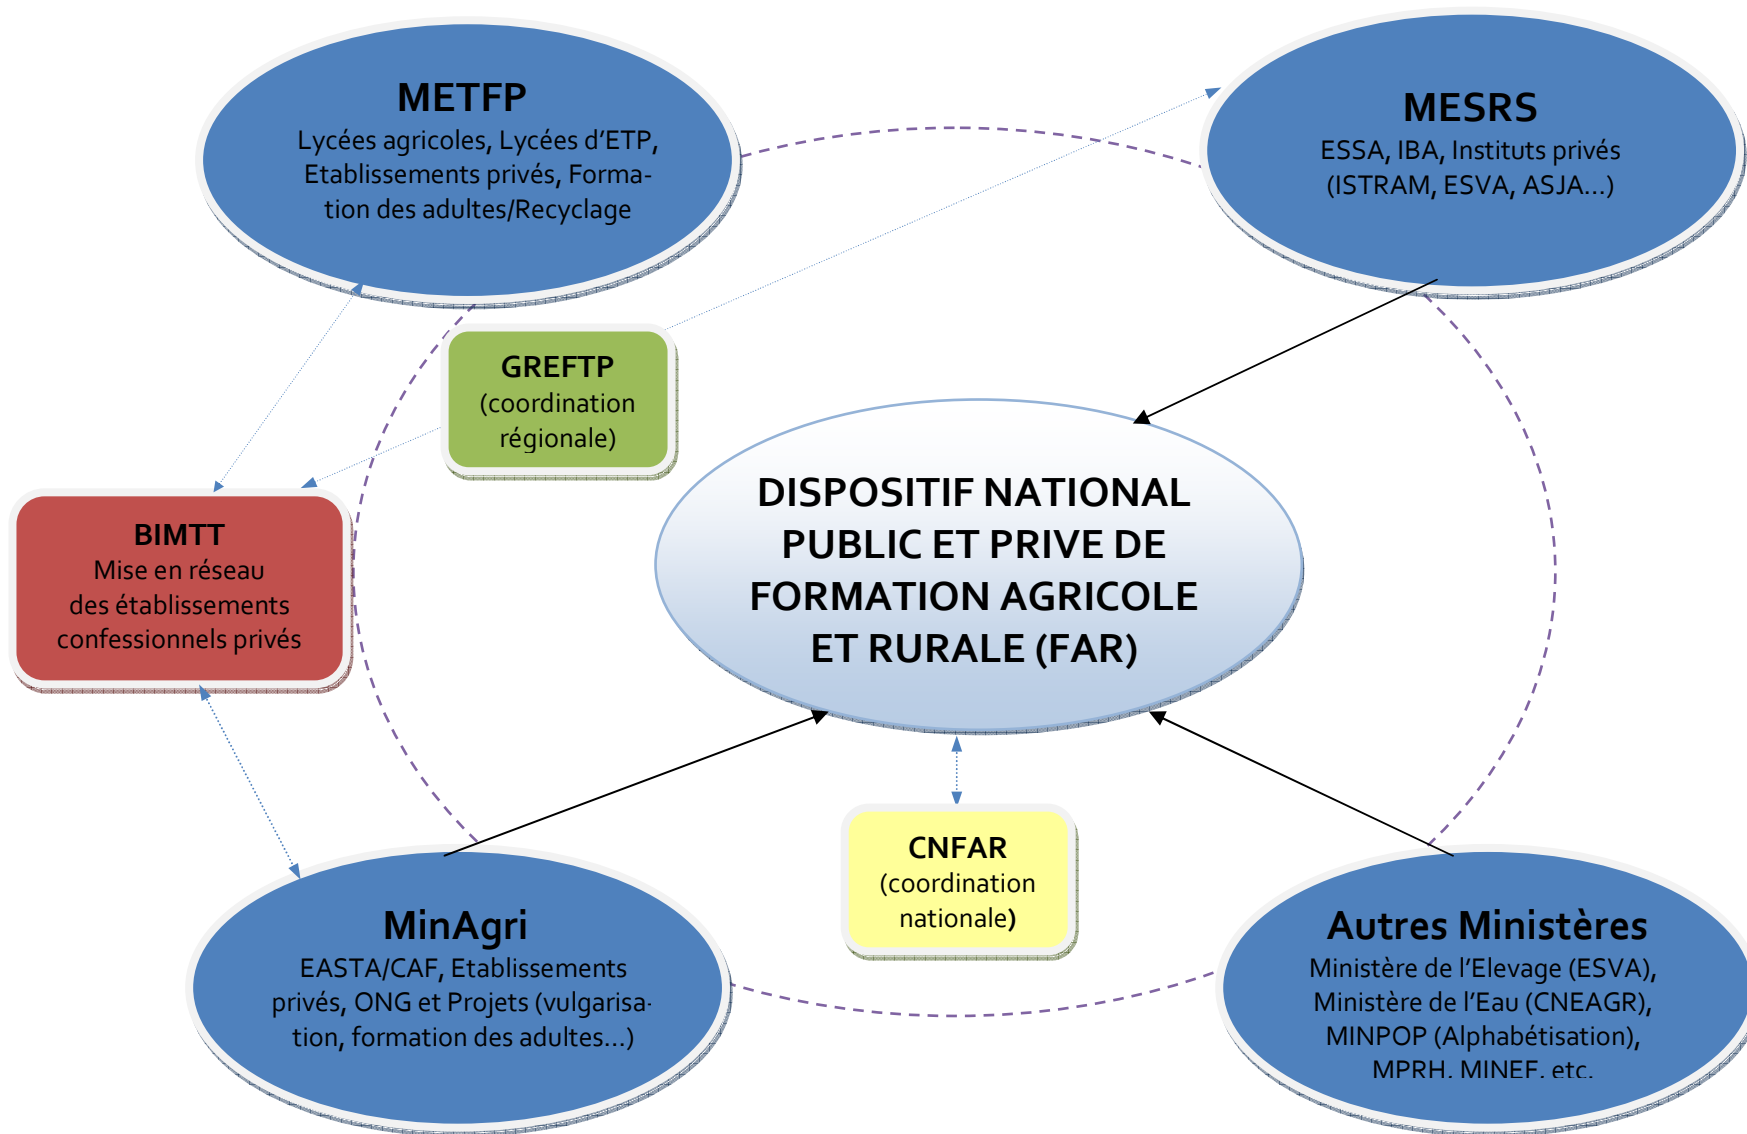 METFP
Lycées agricoles, Lycées d’ETP,
Etablissements privés, Forma-
tion des adultes/Recyclage
MESRS
ESSA, IBA, Instituts privés
(ISTRAM, ESVA, ASJA...)
GREFTP
(coordination
régionale)
BIMTT
Mise en réseau
des établissements
confessionnels privés
DISPOSITIF NATIONAL
PUBLIC ET PRIVE DE
FORMATION AGRICOLE
ET RURALE (FAR)
CNFAR
(coordination
nationale)
MinAgri
EASTA/CAF, Etablissements
privés, ONG et Projets (vulgarisa-
tion, formation des adultes...)
Autres Ministères
Ministère de l’Elevage (ESVA),
Ministère de l’Eau (CNEAGR),
MINPOP (Alphabétisation),
MPRH, MINEF, etc.